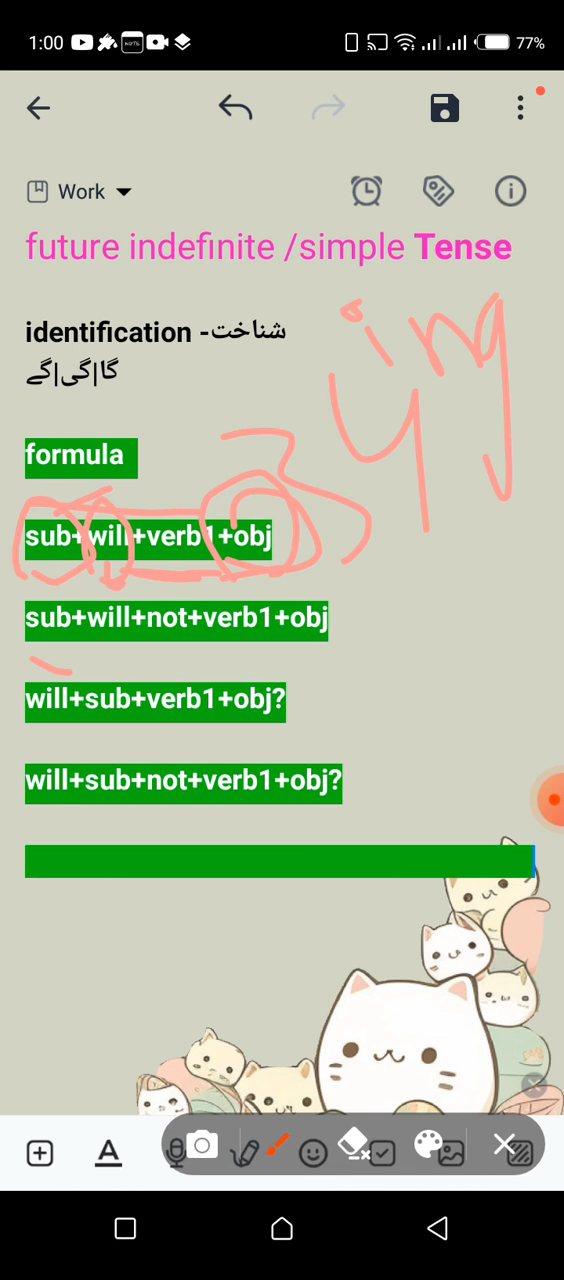 1:00 77%
Work
future indefinite /simple Tense
identification -شناخت
گا|گی|گے
ing
formula
sub+will+verb1+obj
sub+will+not+verb1+obj
will+sub+verb1+obj?
will+sub+not+verb1+obj?